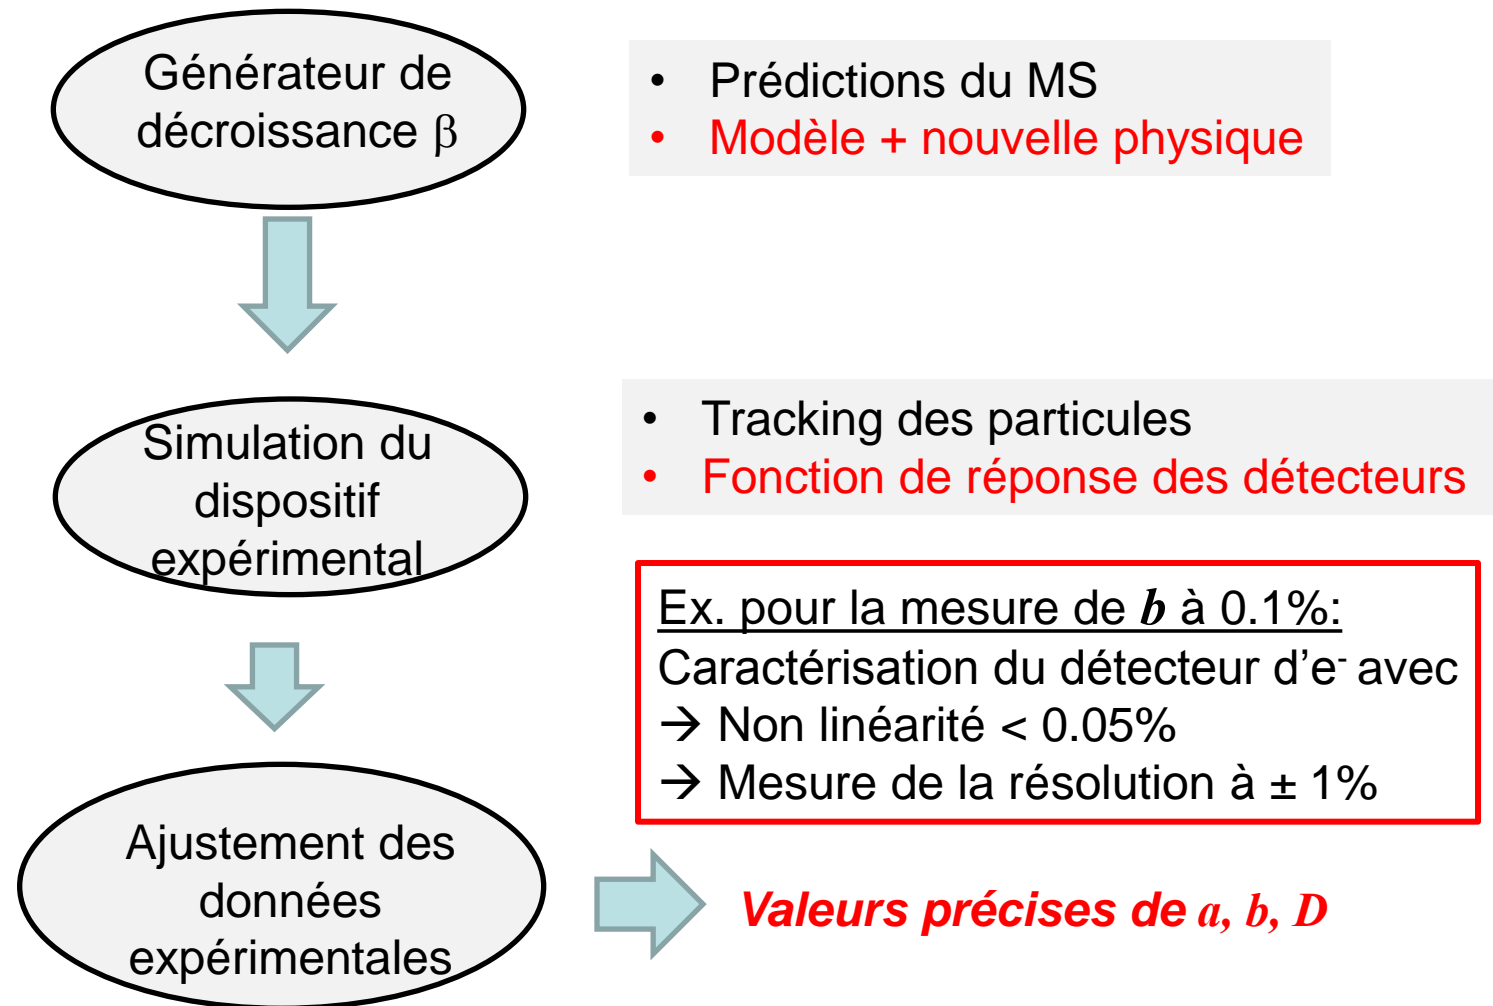 Générateur de
décroissance β
• Prédictions du MS
• Modèle + nouvelle physique
Simulation du
dispositif
expérimental
• Tracking des particules
• Fonction de réponse des détecteurs
Ex. pour la mesure de b à 0.1%:
Caractérisation du détecteur d'e⁻ avec
→ Non linéarité < 0.05%
→ Mesure de la résolution à ± 1%
Ajustement des
données
expérimentales
Valeurs précises de a, b, D